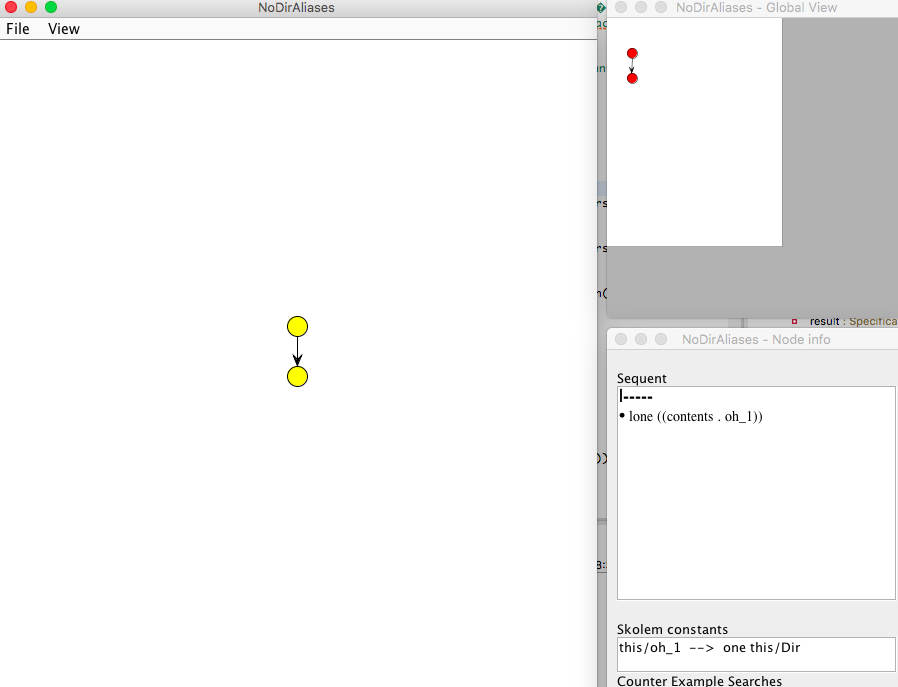 NoDirAliases
File View
NoDirAliases - Global View
result : Specifica
NoDirAliases - Node info
Sequent
|-----
• lone ((contents . oh_1))
Skolem constants
this/oh_1 --> one this/Dir
Counter Example Searches